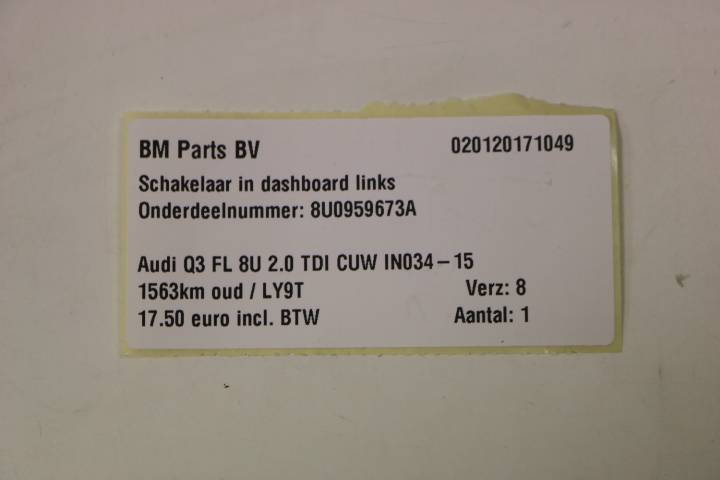 BM Parts BV 020120171049
Schakelaar in dashboard links
Onderdeelnummer: 8U0959673A
Audi Q3 FL 8U 2.0 TDI CUW IN034-15
1563km oud / LY9T Verz: 8
17.50 euro incl. BTW Aantal: 1